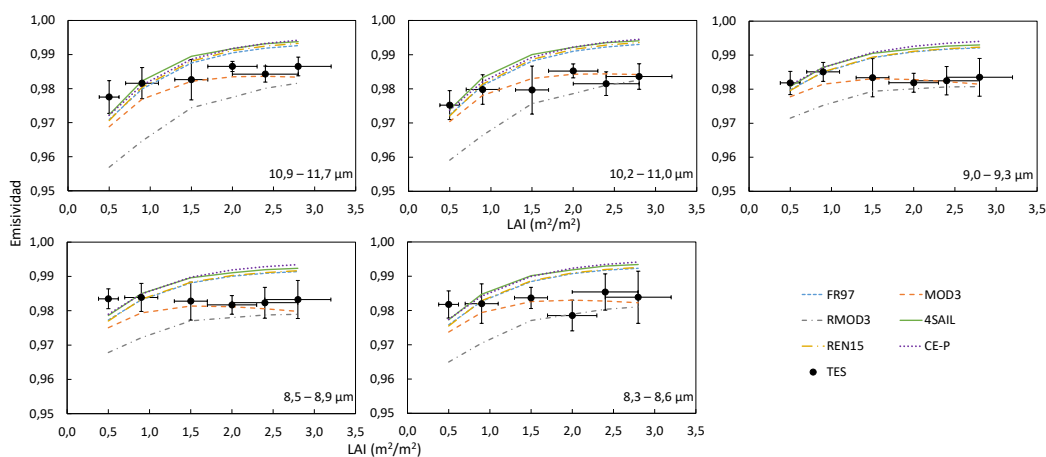 Emisividad
1,00
0,99
0,98
0,97
0,96
0,95
0,0 0,5 1,0 1,5 2,0 2,5 3,0 3,5
10,9 – 11,7 µm
1,00
0,99
0,98
0,97
0,96
0,95
0,0 0,5 1,0 1,5 2,0 2,5 3,0 3,5
10,2 – 11,0 µm
LAI (m²/m²)
1,00
0,99
0,98
0,97
0,96
0,95
0,0 0,5 1,0 1,5 2,0 2,5 3,0 3,5
9,0 – 9,3 µm
1,00
0,99
0,98
0,97
0,96
0,95
0,0 0,5 1,0 1,5 2,0 2,5 3,0 3,5
8,5 – 8,9 µm
LAI (m²/m²)
1,00
0,99
0,98
0,97
0,96
0,95
0,0 0,5 1,0 1,5 2,0 2,5 3,0 3,5
8,3 – 8,6 µm
FR97 MOD3
RMOD3 4SAIL
REN15 CE-P
TES